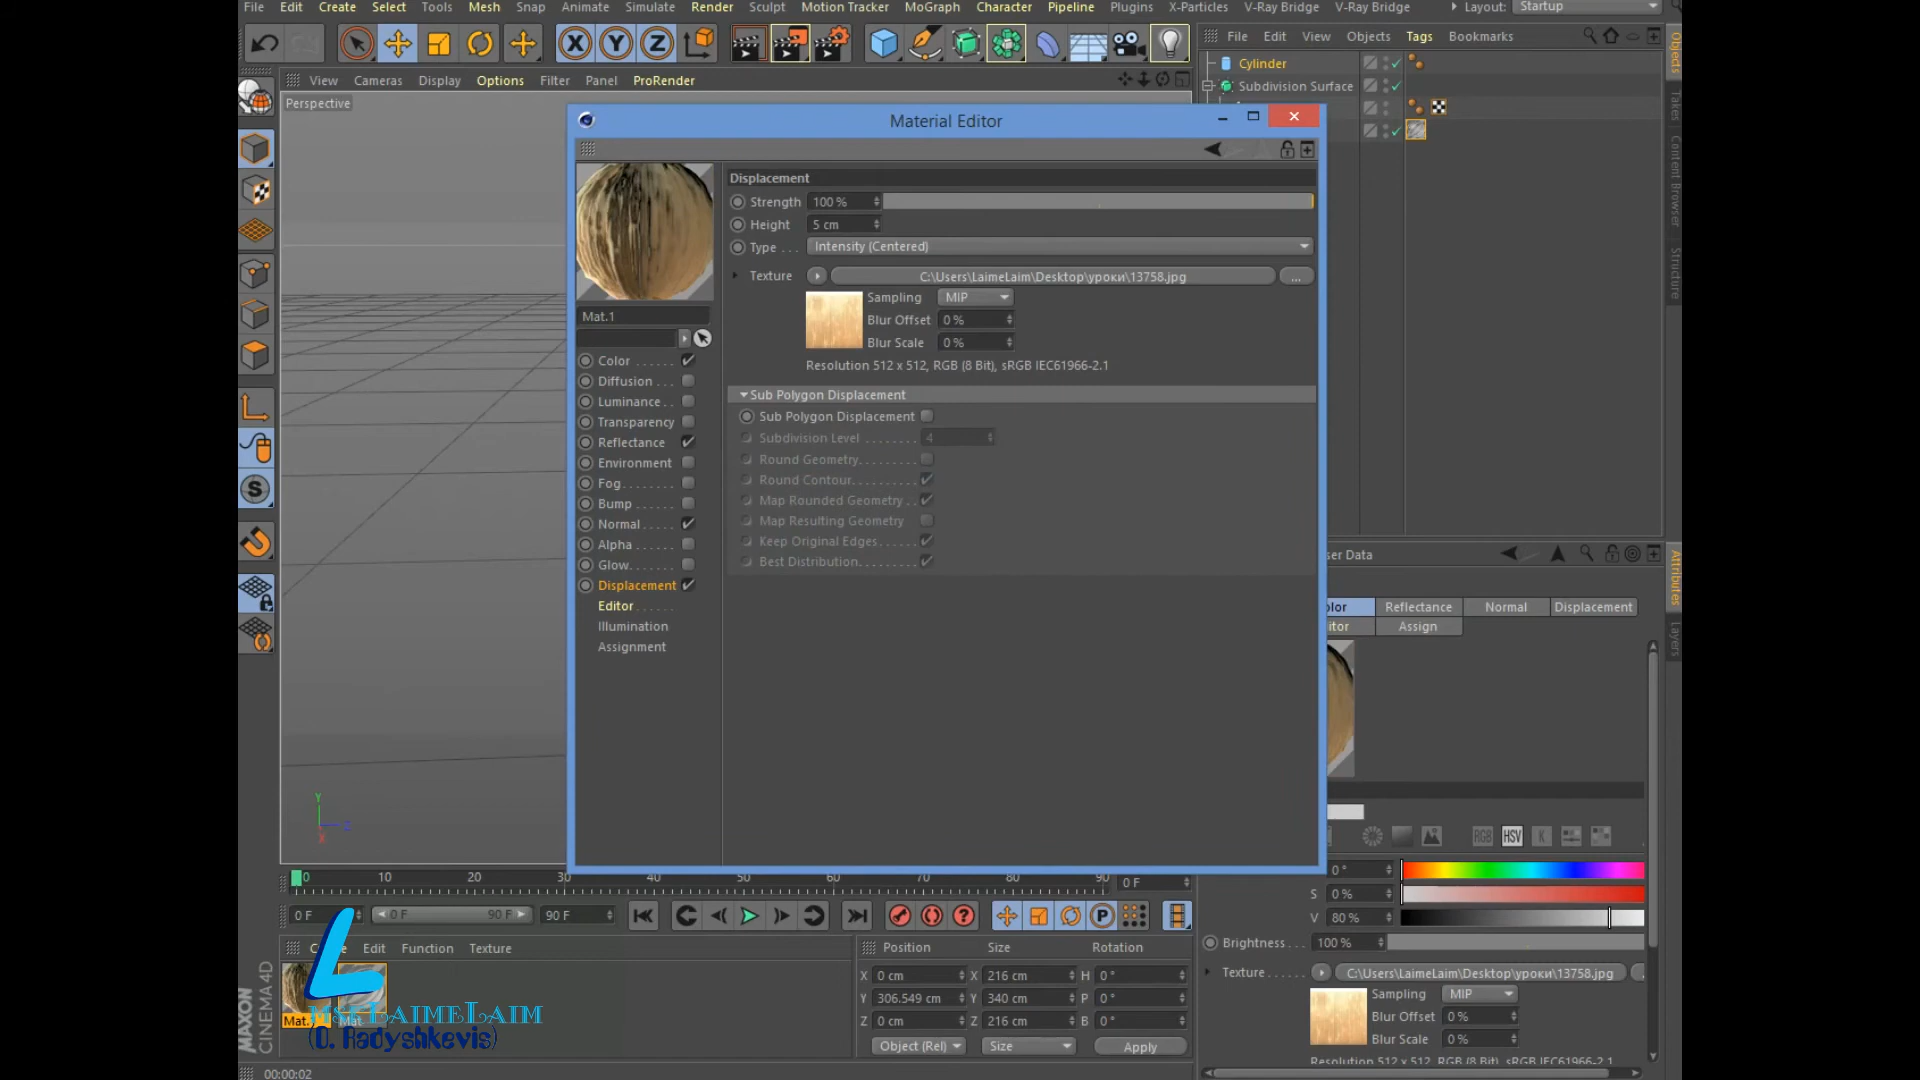 File Edit Create Select Tools Mesh Snap Animate Simulate Render Sculpt Motion Tracker MoGraph Character Pipeline Plugins X-Particles V-Ray Bridge V-Ray Bridge Layout: Startup
X Y Z
File Edit View Objects Tags Bookmarks
Cylinder
Subdivision Surface
View Cameras Display Options Filter Panel ProRender
Perspective
Material Editor
Displacement
Strength 100 %
Height 5 cm
Type . . . Intensity (Centered)
Texture C:\Users\LaimeLaim\Desktop\уроки\13758.jpg ...
Sampling MIP
Blur Offset 0 %
Blur Scale 0 %
Resolution 512 x 512, RGB (8 Bit), sRGB IEC61966-2.1
Sub Polygon Displacement
Sub Polygon Displacement
Subdivision Level 4
Round Geometry
Round Contour
Map Rounded Geometry
Map Resulting Geometry
Keep Original Edges
Best Distribution
Mat.1
Color
Diffusion
Luminance
Transparency
Reflectance
Environment
Fog
Bump
Normal
Alpha
Glow
Displacement
Editor
Illumination
Assignment
Objects
Takes
Content Browser
Structure
Attributes
Layers
ser Data
olor Reflectance Normal Displacement
itor Assign
RGB HSV K
0 °
S 0 %
V 80 %
Brightness . . . 100 %
Texture C:\Users\LaimeLaim\Desktop\уроки\13758.jpg
Sampling MIP
Blur Offset 0 %
Blur Scale 0 %
Resolution 512 x 512, RGB (8 Bit), sRGB IEC61966-2.1
Y
Z
X
0 10 20 30 40 50 60 70 80 90 0 F
0 F 0 F 90 F 90 F
P
Edit Function Texture
Mat. Mat
Position Size Rotation
X 0 cm X 216 cm H 0 °
Y 306.549 cm Y 340 cm P 0 °
Z 0 cm Z 216 cm B 0 °
Object (Rel) Size Apply
MAXON
CINEMA 4D
LaimeLaim
(O. Radyshkevis)
00:00:02